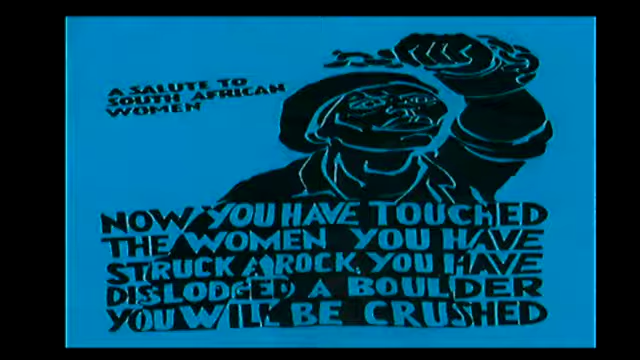 A SALUTE TO
SOUTH AFRICAN
WOMEN
NOW YOU HAVE TOUCHED
THE WOMEN YOU HAVE
STRUCK A ROCK, YOU HAVE
DISLODGED A BOULDER
YOU WILL BE CRUSHED